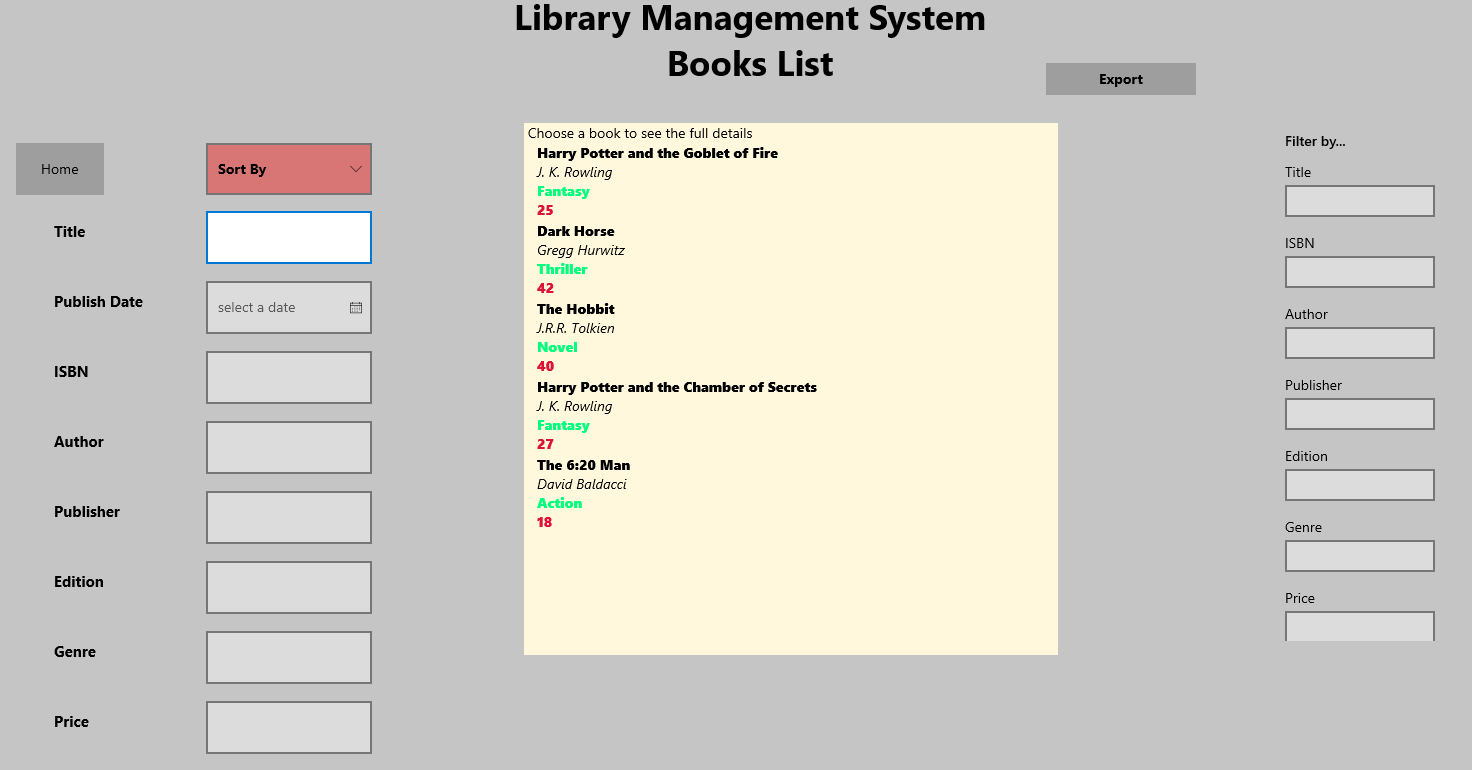 Library Management System
Books List
Export
Home
Sort By
Title
Publish Date
select a date
ISBN
Author
Publisher
Edition
Genre
Price
Choose a book to see the full details
Harry Potter and the Goblet of Fire
J. K. Rowling
Fantasy
25
Dark Horse
Gregg Hurwitz
Thriller
42
The Hobbit
J.R.R. Tolkien
Novel
40
Harry Potter and the Chamber of Secrets
J. K. Rowling
Fantasy
27
The 6:20 Man
David Baldacci
Action
18
Filter by...
Title
ISBN
Author
Publisher
Edition
Genre
Price